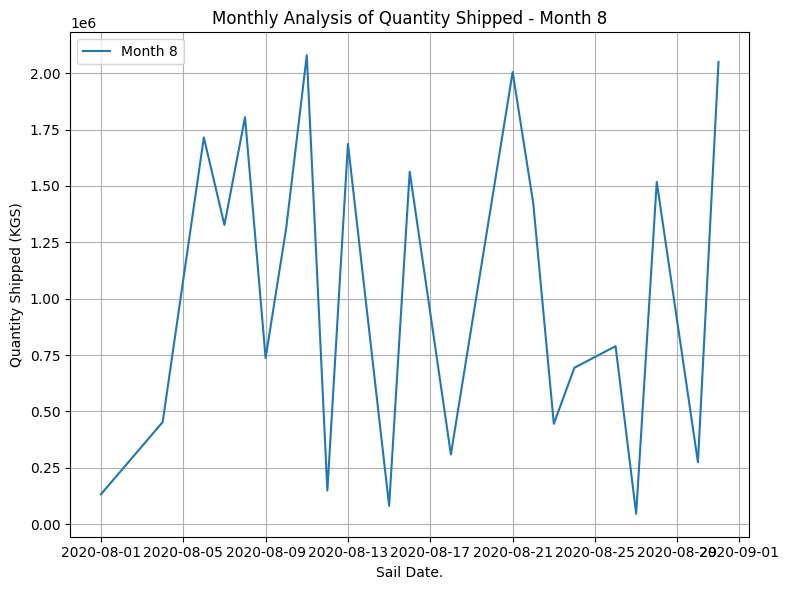 Monthly Analysis of Quantity Shipped - Month 8
1e6
Month 8
2.00
1.75
1.50
1.25
1.00
0.75
0.50
0.25
0.00
Quantity Shipped (KGS)
2020-08-01 2020-08-05 2020-08-09 2020-08-13 2020-08-17 2020-08-21 2020-08-25 2020-08-29 2020-09-01
Sail Date.